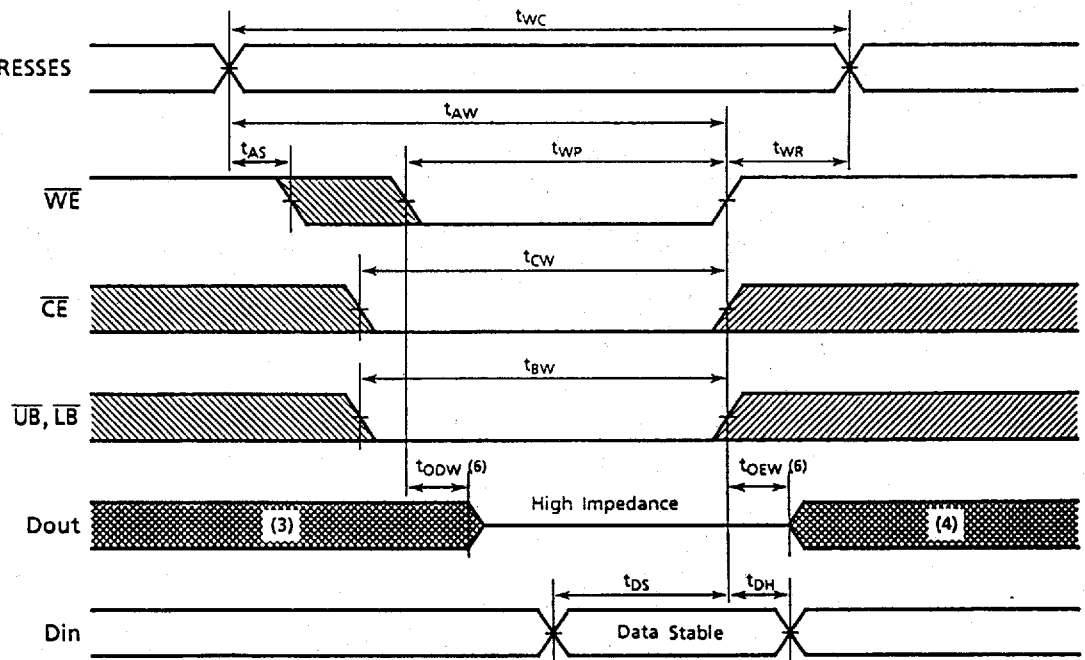 tWC
RESSES
tAW
tAS
tWP
tWR
WE
tCW
CE
tBW
UB, LB
tODW (6)
tOEW (6)
High Impedance
Dout
(3)
(4)
tDS
tDH
Din
Data Stable